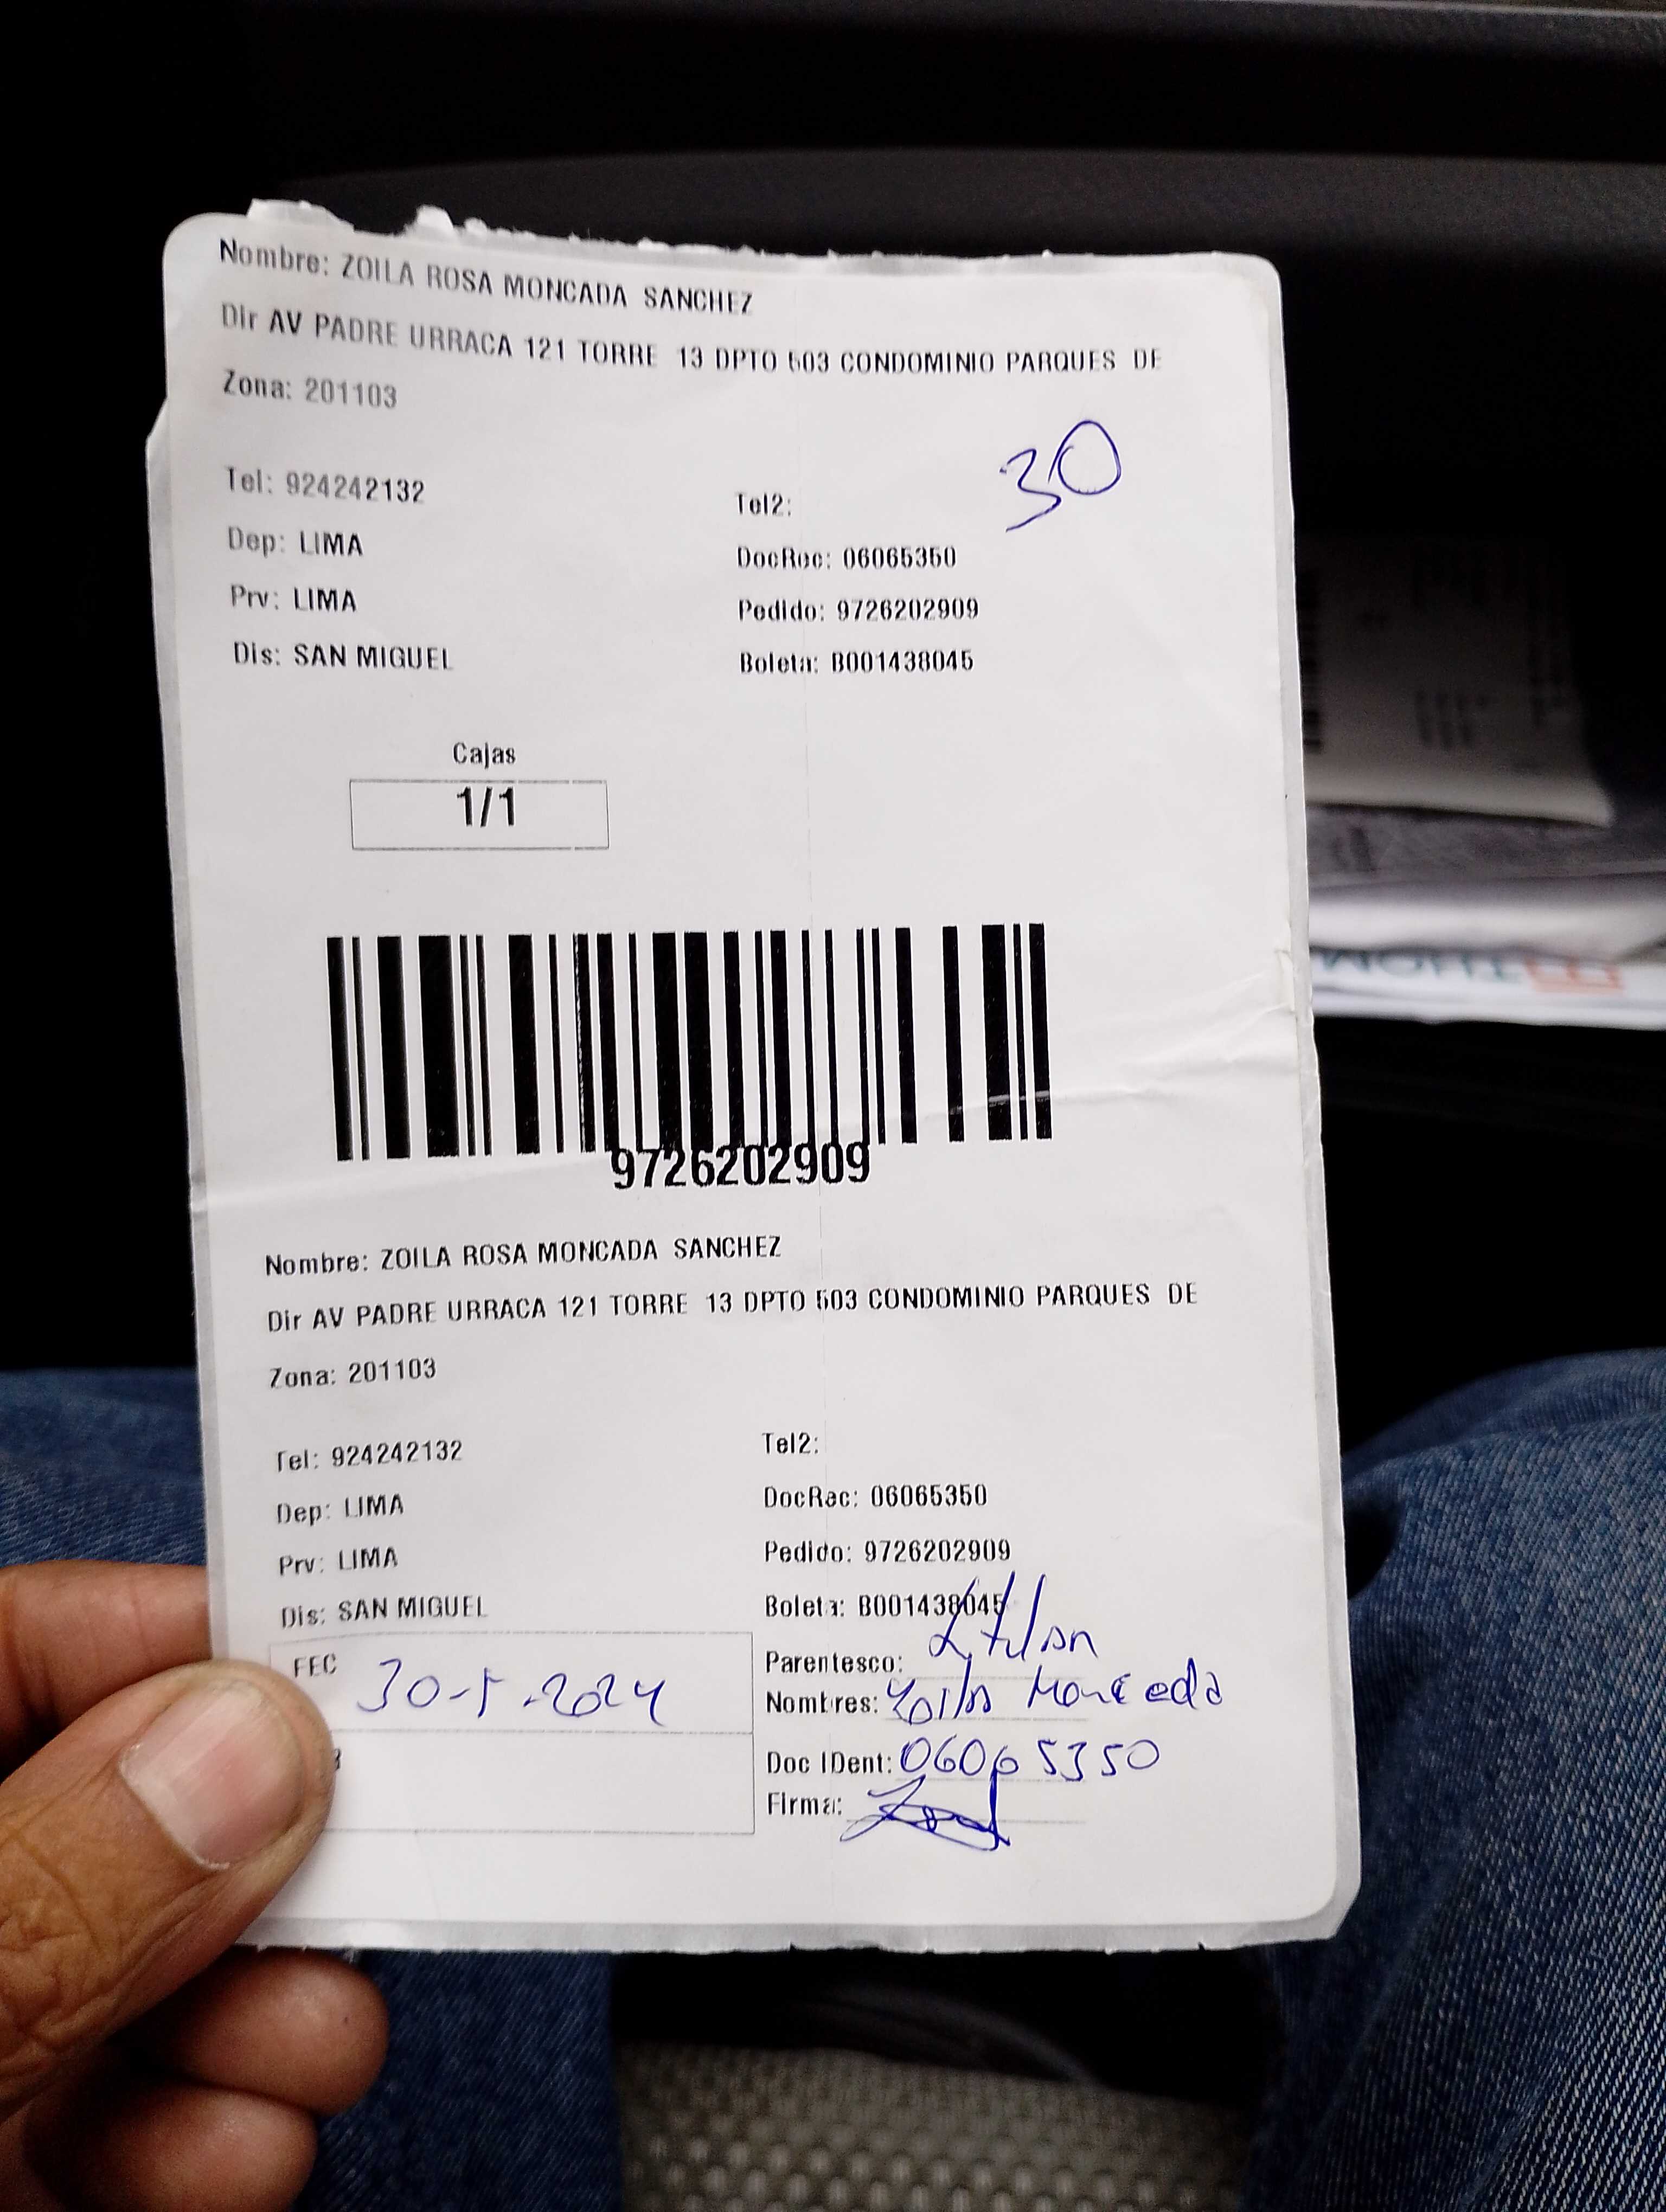 Nombre: ZOILA ROSA MONCADA SANCHEZ
Dir AV PADRE URRACA 121 TORRE 13 DPTO 503 CONDOMINIO PARQUES DE
Zona: 201103
30
Tel: 924242132 Tel2:
Dep: LIMA DocRec: 06065350
Prv: LIMA Pedido: 9726202909
Dis: SAN MIGUEL Boleta: B001438045
Cajas
1/1
9726202909
Nombre: ZOILA ROSA MONCADA SANCHEZ
Dir AV PADRE URRACA 121 TORRE 13 DPTO 503 CONDOMINIO PARQUES DE
Zona: 201103
Tel: 924242132 Tel2:
Dep: LIMA DocRec: 06065350
Prv: LIMA Pedido: 9726202909
Dis: SAN MIGUEL Boleta: B001438045
FEC 30-5-2024 Parentesco:
Nombres: Zoila Moncada
Doc IDent: 06065350
Firma: